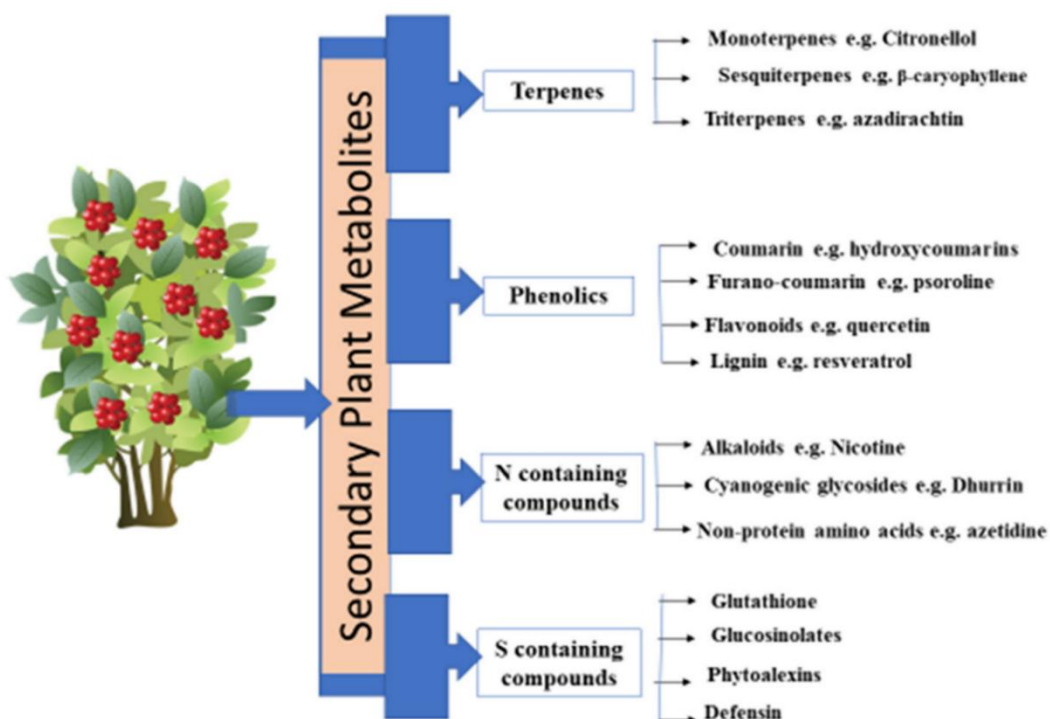 Secondary Plant Metabolites
Terpenes
Monoterpenes e.g. Citronellol
Sesquiterpenes e.g. β-caryophyllene
Triterpenes e.g. azadirachtin
Phenolics
Coumarin e.g. hydroxycoumarins
Furano-coumarin e.g. psoroline
Flavonoids e.g. quercetin
Lignin e.g. resveratrol
N containing
compounds
Alkaloids e.g. Nicotine
Cyanogenic glycosides e.g. Dhurrin
Non-protein amino acids e.g. azetidine
S containing
compounds
Glutathione
Glucosinolates
Phytoalexins
Defensin